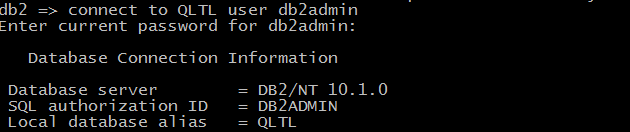 db2 => connect to QLTL user db2admin
Enter current password for db2admin:
Database Connection Information
Database server = DB2/NT 10.1.0
SQL authorization ID = DB2ADMIN
Local database alias = QLTL